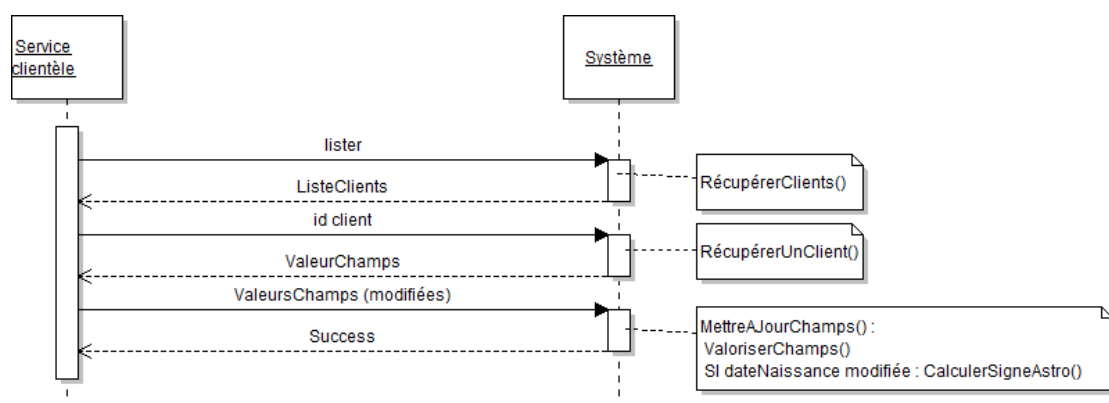 Service
clientèle
Système
lister
RécupérerClients()
ListeClients
id client
RécupérerUnClient()
ValeurChamps
ValeursChamps (modifiées)
MettreAJourChamps() :
ValoriserChamps()
SI dateNaissance modifiée : CalculerSigneAstro()
Success